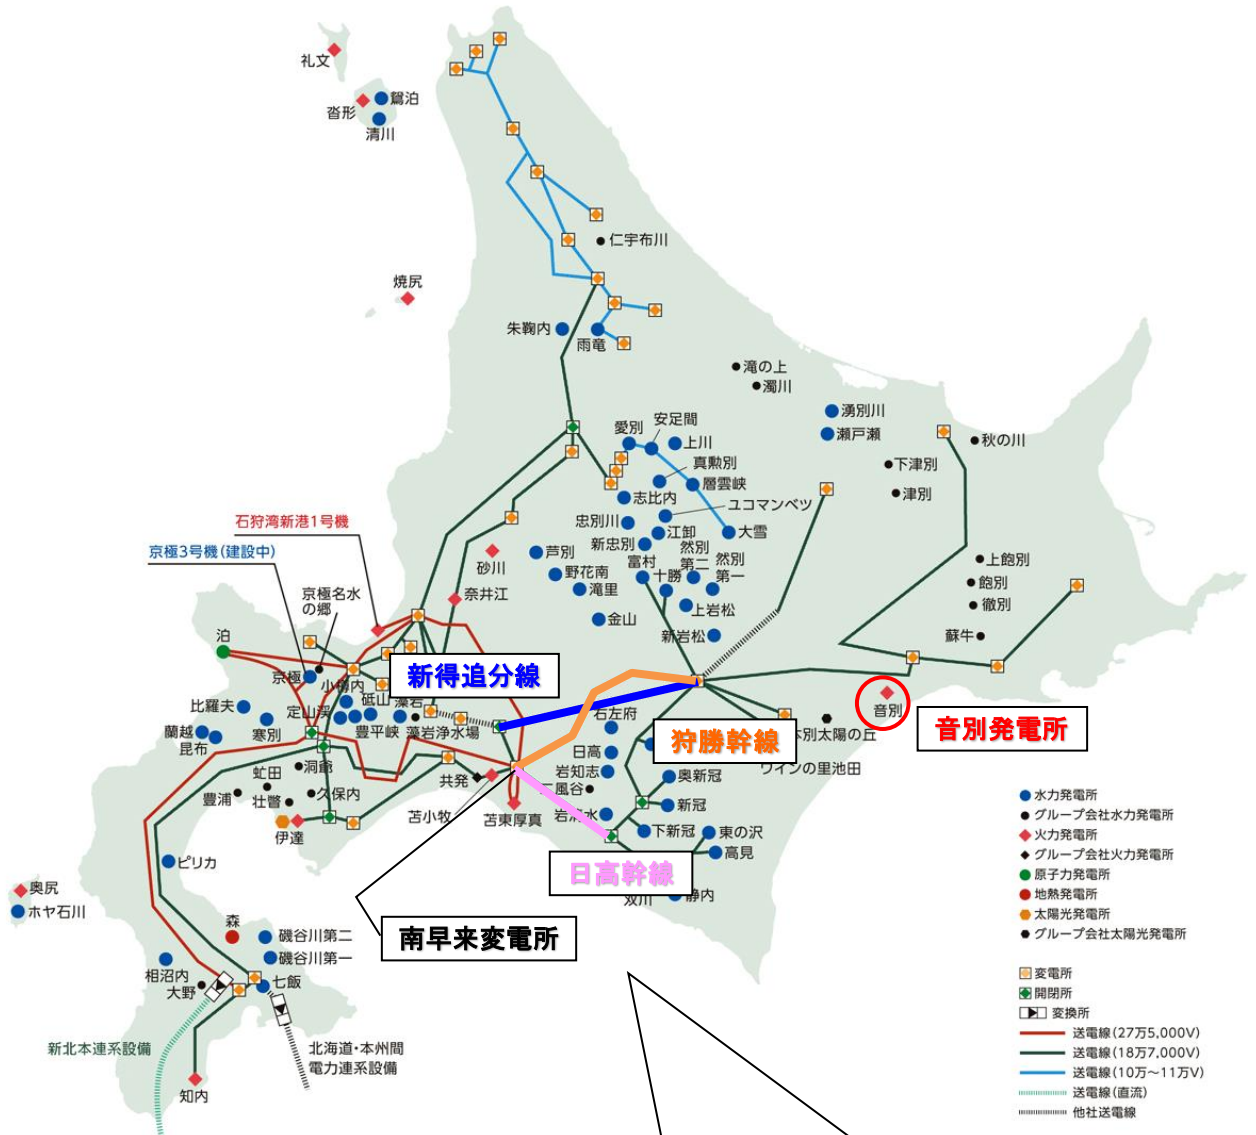 礼文
沓形
鴛泊
清川
仁宇布川
焼尻
朱鞠内
雨竜
滝の上
濁川
湧別川
瀬戸瀬
愛別
安足間
上川
真勲別
層雲峡
秋の川
下津別
津別
志比内
ユコマンベツ
忠別川
江卸
大雪
新忠別
石狩湾新港1号機
京極3号機(建設中)
砂川
芦別
野花南
滝里
富村
十勝
然別
第二
然別
第一
上岩松
上飽別
飽別
徹別
蘇牛
京極名水
の郷
奈井江
金山
新岩松
泊
京極
小樽内
新得追分線
砥山
藻岩
定山渓
豊平峡
藻岩浄水場
比羅夫
蘭越
昆布
寒別
右左府
狩勝幹線
音別
音別発電所
本別太陽の丘
ワインの里池田
日高
岩知志
奥新冠
新冠
岩清水
下新冠
東の沢
高見
静内
双川
日高幹線
洞爺
虻田
豊浦
壮瞥
久保内
伊達
共発
苫小牧
苫東厚真
南早来変電所
ピリカ
奥尻
ホヤ石川
森
磯谷川第二
磯谷川第一
相沼内
大野
七飯
新北本連系設備
北海道・本州間
電力連系設備
知内
水力発電所
グループ会社水力発電所
火力発電所
グループ会社火力発電所
原子力発電所
地熱発電所
太陽光発電所
グループ会社太陽光発電所
変電所
開閉所
変換所
送電線(27万5,000V)
送電線(18万7,000V)
送電線(10万～11万V)
送電線(直流)
他社送電線